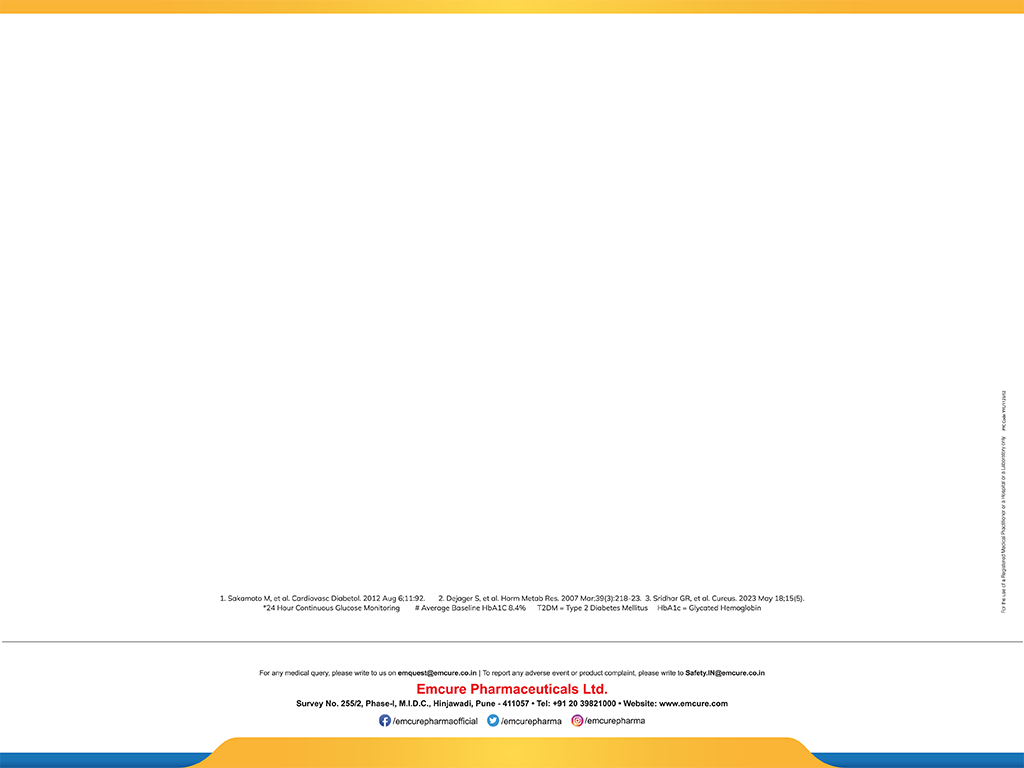 1. Sakamoto M, et al. Cardiovasc Diabetol. 2012 Aug 6;11:92. 2. Dejager S, et al. Horm Metab Res. 2007 Mar;39(3):218-23. 3. Sridhar GR, et al. Cureus. 2023 May 18;15(5).
*24 Hour Continuous Glucose Monitoring # Average Baseline HbA1C 8.4% T2DM = Type 2 Diabetes Mellitus HbA1c = Glycated Hemoglobin
For the use of a Registered Medical Practitioner or a Hospital or a Laboratory only
For any medical query, please write to us on emquest@emcure.co.in | To report any adverse event or product complaint, please write to Safety.IN@emcure.co.in
Emcure Pharmaceuticals Ltd.
Survey No. 255/2, Phase-I, M.I.D.C., Hinjawadi, Pune - 411057 • Tel: +91 20 39821000 • Website: www.emcure.com
/emcurepharmaofficial /emcurepharma /emcurepharma